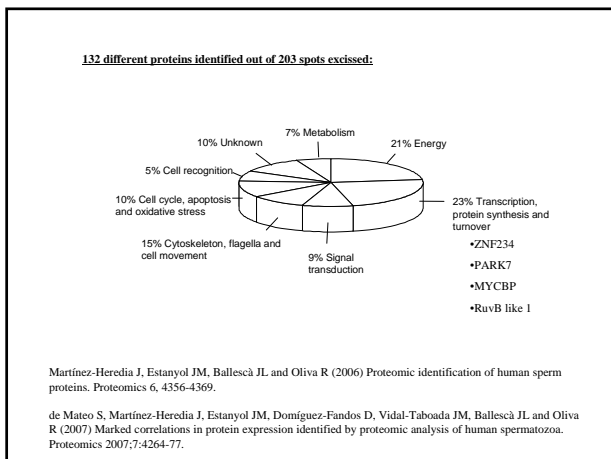 132 different proteins identified out of 203 spots excissed:
7% Metabolism
10% Unknown
21% Energy
5% Cell recognition
10% Cell cycle, apoptosis
and oxidative stress
23% Transcription,
protein synthesis and
turnover
15% Cytoskeleton, flagella and
cell movement
9% Signal
transduction
•ZNF234
•PARK7
•MYCBP
•RuvB like 1
Martínez-Heredia J, Estanyol JM, Ballescà JL and Oliva R (2006) Proteomic identification of human sperm
proteins. Proteomics 6, 4356-4369.
de Mateo S, Martínez-Heredia J, Estanyol JM, Domíguez-Fandos D, Vidal-Taboada JM, Ballescà JL and Oliva
R (2007) Marked correlations in protein expression identified by proteomic analysis of human spermatozoa.
Proteomics 2007;7:4264-77.